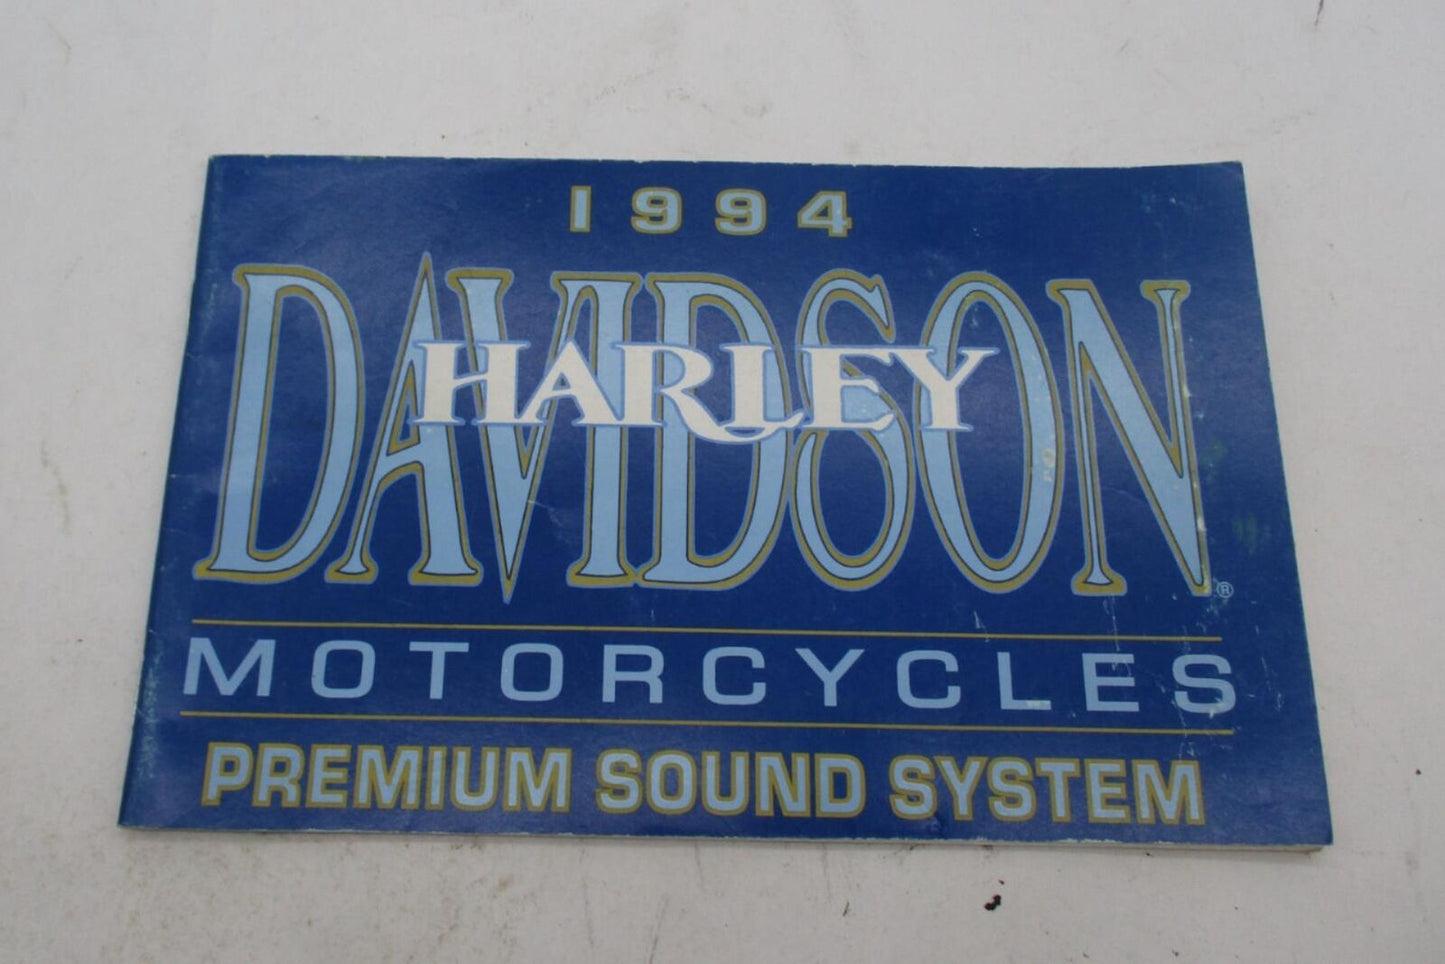 1994
HARLEY
DAVIDSON®
MOTORCYCLES
PREMIUM SOUND SYSTEM